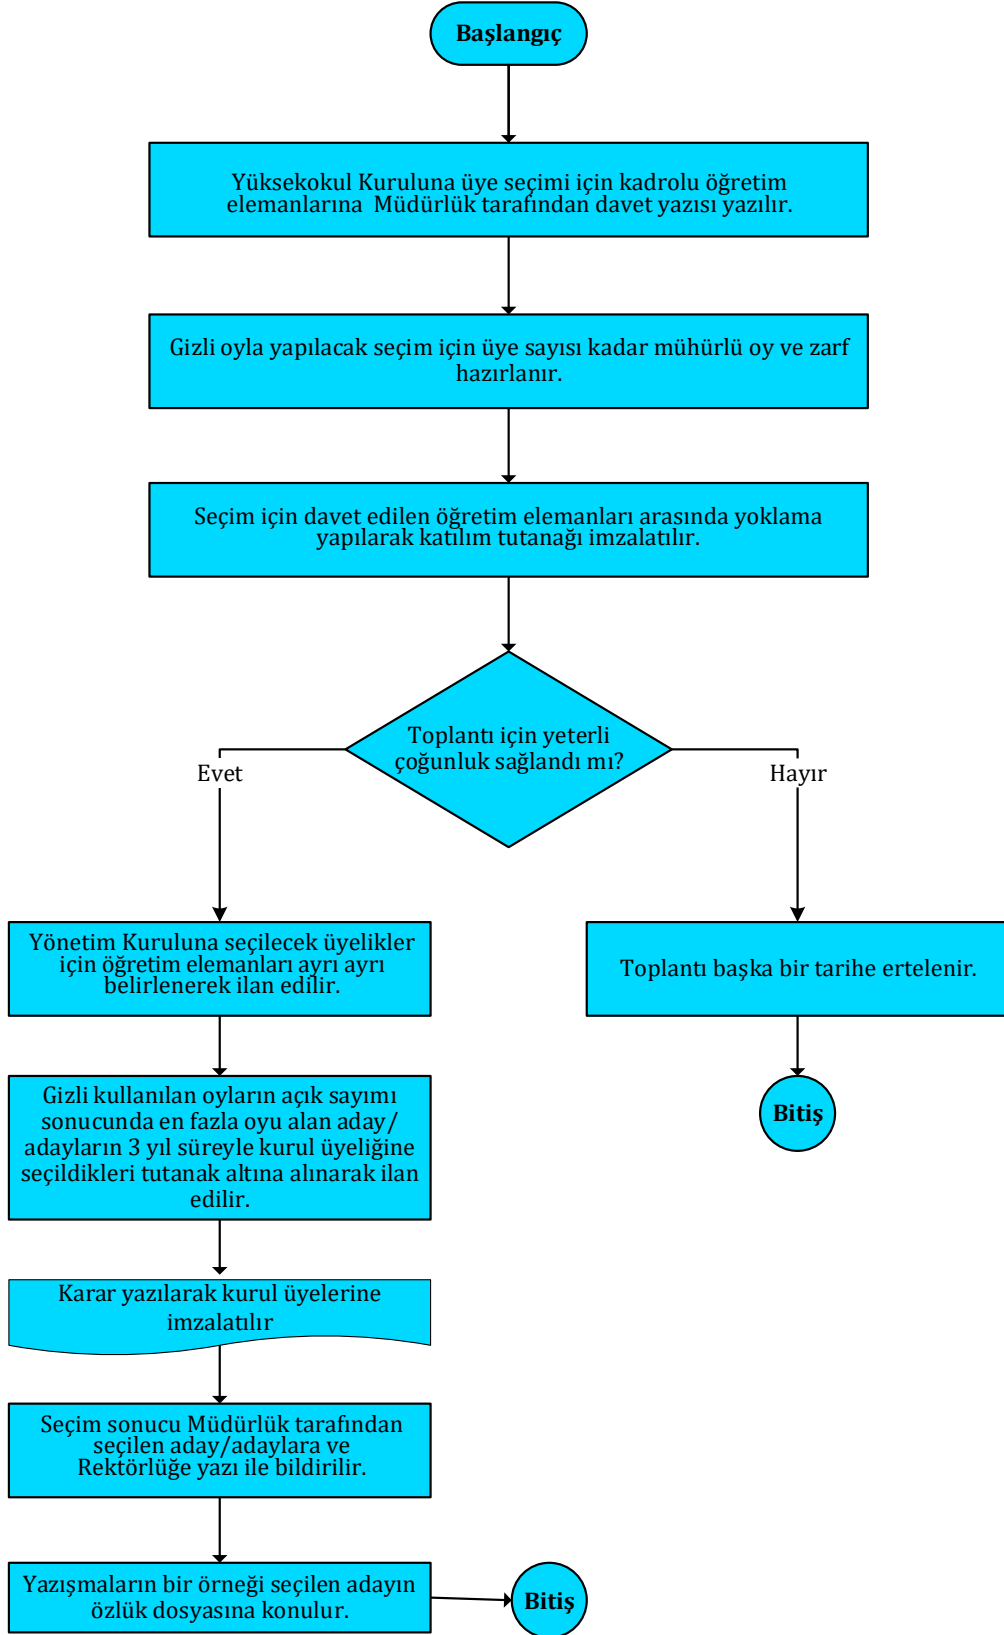 Başlangıç
Yüksekokul Kuruluna üye seçimi için kadrolu öğretim
elemanlarına  Müdürlük tarafından davet yazısı yazılır.
Gizli oyla yapılacak seçim için üye sayısı kadar mühürlü oy ve zarf
hazırlanır.
Seçim için davet edilen öğretim elemanları arasında yoklama
yapılarak katılım tutanağı imzalatılır.
Toplantı için yeterli
çoğunluk sağlandı mı?
Evet
Hayır
Yönetim Kuruluna seçilecek üyelikler
için öğretim elemanları ayrı ayrı
belirlenerek ilan edilir.
Toplantı başka bir tarihe ertelenir.
Gizli kullanılan oyların açık sayımı
sonucunda en fazla oyu alan aday/
adayların 3 yıl süreyle kurul üyeliğine
seçildikleri tutanak altına alınarak ilan
edilir.
Bitiş
Karar yazılarak kurul üyelerine
imzalatılır
Seçim sonucu Müdürlük tarafından
seçilen aday/adaylara ve
Rektörlüğe yazı ile bildirilir.
Yazışmaların bir örneği seçilen adayın
özlük dosyasına konulur.
Bitiş